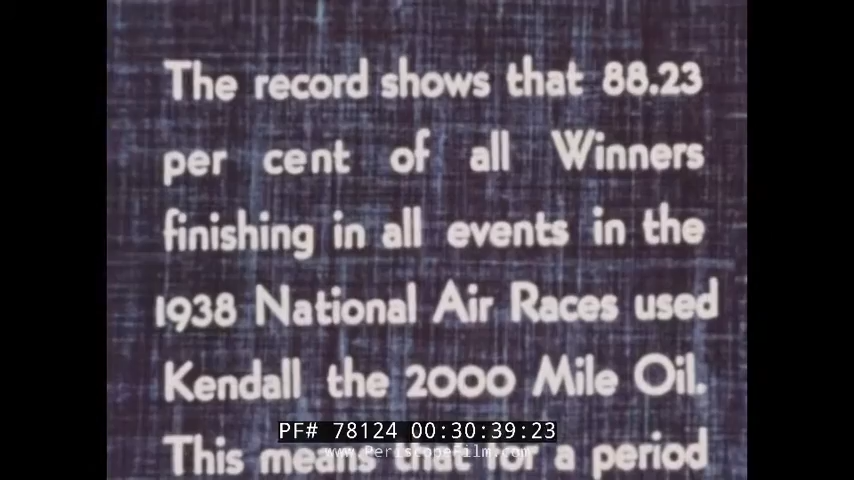 The record shows that 88.23
per cent of all Winners
finishing in all events in the
1938 National Air Races used
Kendall the 2000 Mile Oil.
PF# 78124 00:30:39:23
This means that for a period
www.PeriscopeFilm.com